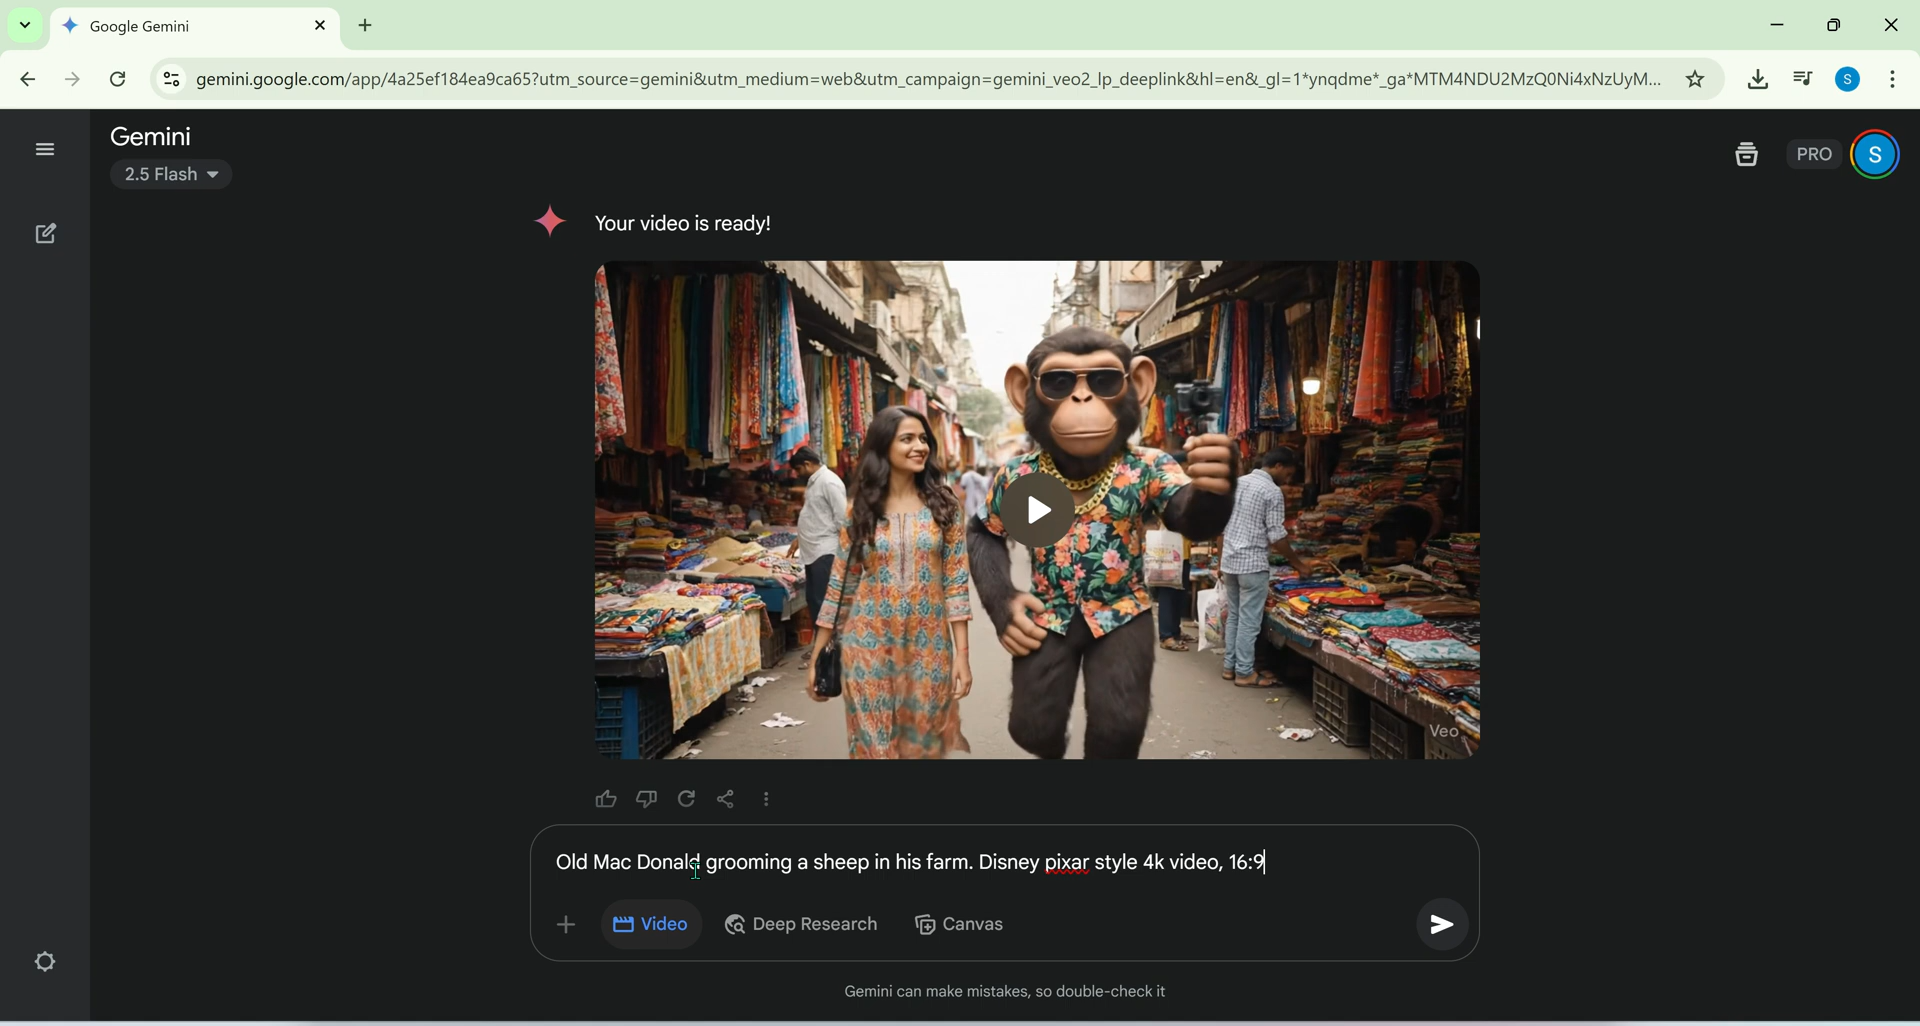 Google Gemini
gemini.google.com/app/4a25ef184ea9ca65?utm_source=gemini&utm_medium=web&utm_campaign=gemini_veo2_lp_deeplink&hl=en&_gl=1*ynqdme*_ga*MTM4NDU2MzQ0Ni4xNzUyM...
S
Gemini
2.5 Flash
PRO
S
Your video is ready!
Veo
Old Mac Donald grooming a sheep in his farm. Disney pixar style 4k video, 16:9
Video
Deep Research
Canvas
Gemini can make mistakes, so double-check it